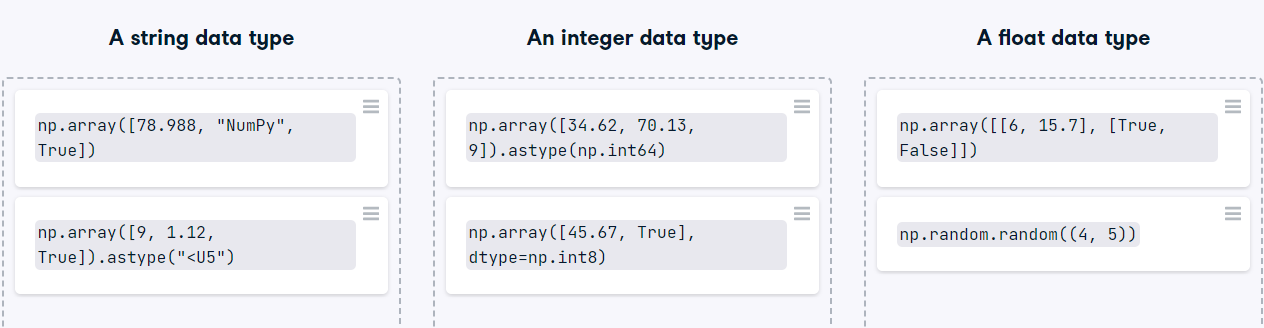 A string data type
np.array([78.988, "NumPy",
True])
np.array([9, 1.12,
True]).astype("<U5")
An integer data type
np.array([34.62, 70.13,
9]).astype(np.int64)
np.array([45.67, True],
dtype=np.int8)
A float data type
np.array([[6, 15.7], [True,
False]])
np.random.random((4, 5))